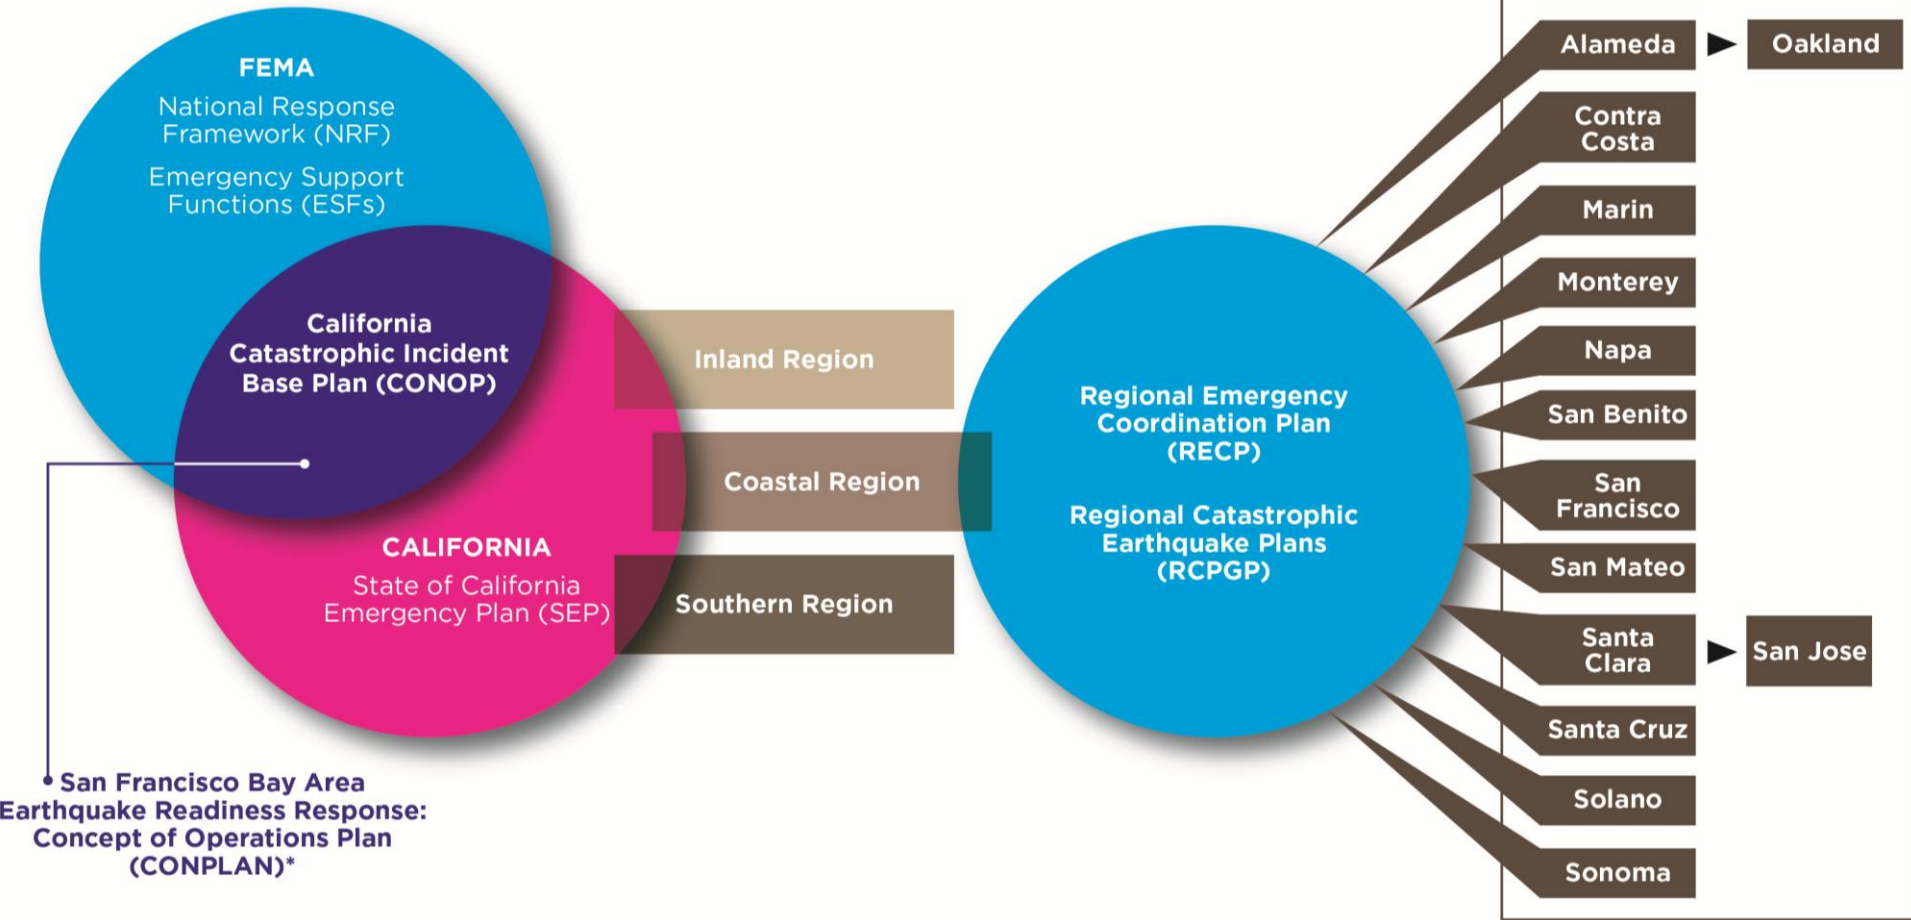 FEMA
National Response
Framework (NRF)
Emergency Support
Functions (ESFs)
California
Catastrophic Incident
Base Plan (CONOP)
CALIFORNIA
State of California
Emergency Plan (SEP)
San Francisco Bay Area
Earthquake Readiness Response:
Concept of Operations Plan
(CONPLAN)*
Inland Region
Coastal Region
Southern Region
Regional Emergency
Coordination Plan
(RECP)
Regional Catastrophic
Earthquake Plans
(RCPGP)
Alameda
Oakland
Contra
Costa
Marin
Monterey
Napa
San Benito
San
Francisco
San Mateo
Santa
Clara
San Jose
Santa Cruz
Solano
Sonoma